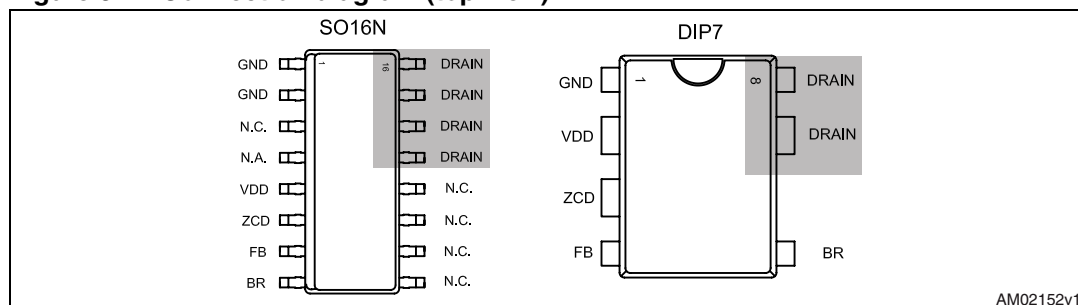 SO16N
DIP7
GND 1 16 DRAIN
GND DRAIN
N.C. DRAIN
N.A. DRAIN
VDD N.C.
ZCD N.C.
FB N.C.
BR N.C.
GND 1 8 DRAIN
VDD DRAIN
ZCD
FB BR
AM02152v1